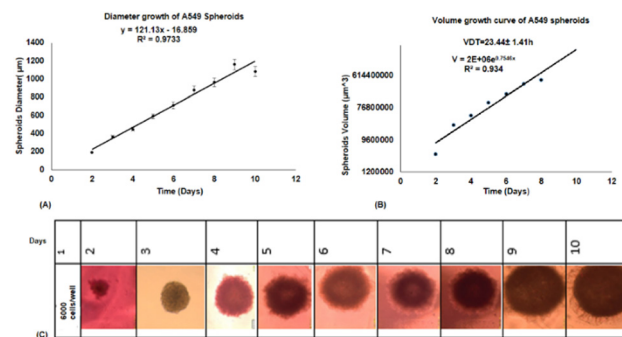 Diameter growth of A549 Spheroids
y = 121.13x - 16.859
R² = 0.9733
Spheroids Diameter( µm)
1400
1200
1000
800
600
400
200
0
0 2 4 6 8 10 12
Time (Days)
(A)
Volume growth curve of A549 spheroids
VDT=23.44± 1.41h
V = 2E+06e
R² = 0.934
Spheroids Volume (µm^3)
614400000
76800000
9600000
1200000
0 2 4 6 8 10 12
Time (Days)
(B)
Days 1 2 3 4 5 6 7 8 9 10
6000
cells/well
(C)